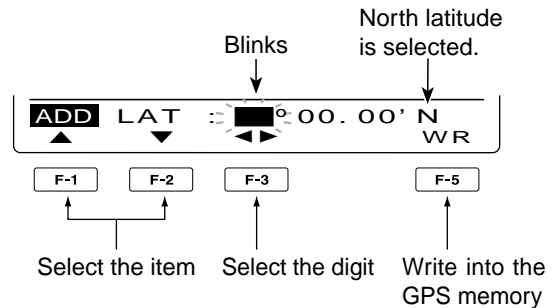 North latitude
is selected.
Blinks
ADD LAT : ° 00.00' N
▲ ▼ ◄► WR
F-1 F-2 F-3 F-5
Select the item Select the digit Write into the
GPS memory